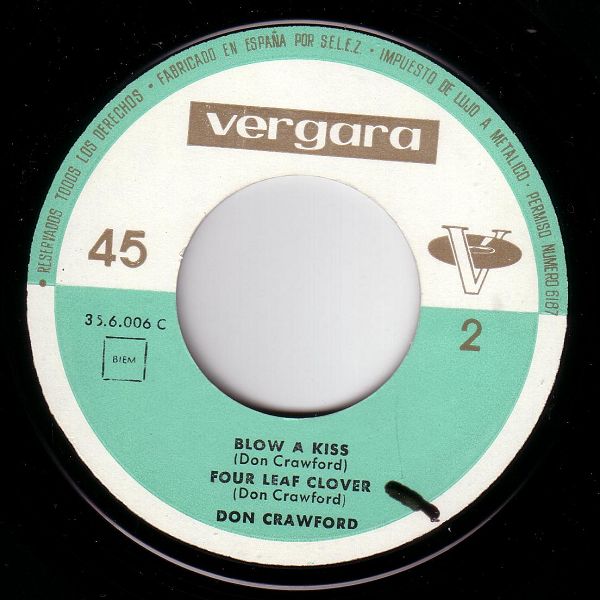 • RESERVADOS TODOS LOS DERECHOS • FABRICADO EN ESPAÑA POR S.E.L.E.Z. • IMPUESTO DE LUJO A METALICO • PERMISO NUMERO 6187
vergara
45
V
2
35.6.006 C
BIEM
BLOW A KISS
(Don Crawford)
FOUR LEAF CLOVER
(Don Crawford)
DON CRAWFORD